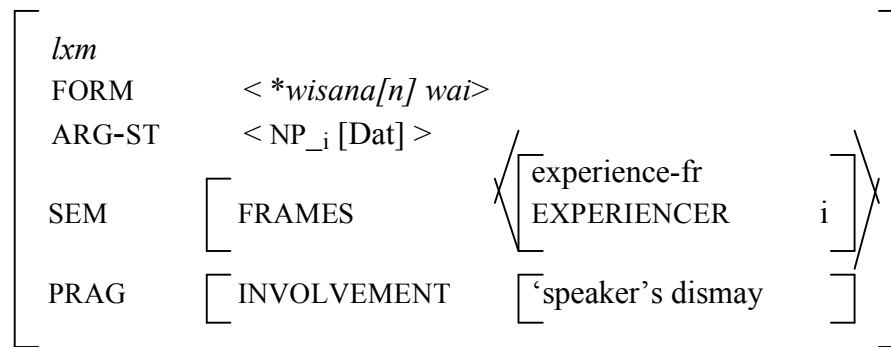 lxm
FORM < *wisana[n] wai>
ARG-ST < NP_i [Dat] >
experience-fr
SEM FRAMES EXPERIENCER i
PRAG INVOLVEMENT ‘speaker’s dismay